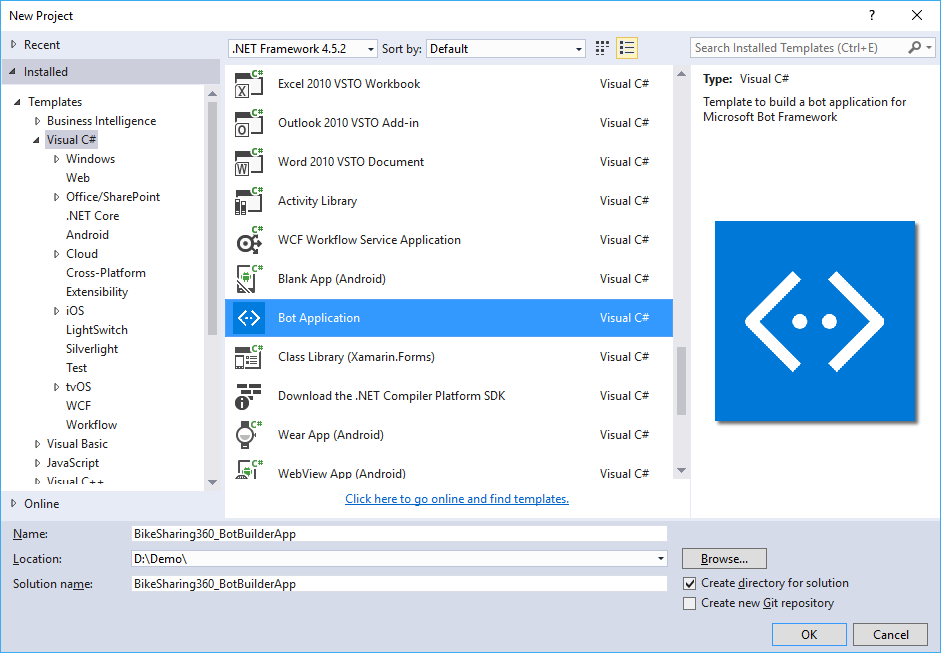 New Project
?
Recent
.NET Framework 4.5.2
Sort by:
Default
Search Installed Templates (Ctrl+E)
Installed
Templates
Business Intelligence
Visual C#
Windows
Web
Office/SharePoint
.NET Core
Android
Cloud
Cross-Platform
Extensibility
iOS
LightSwitch
Silverlight
Test
tvOS
WCF
Workflow
Visual Basic
JavaScript
Visual C++
Online
Excel 2010 VSTO Workbook Visual C#
Outlook 2010 VSTO Add-in Visual C#
Word 2010 VSTO Document Visual C#
Activity Library Visual C#
WCF Workflow Service Application Visual C#
Blank App (Android) Visual C#
Bot Application Visual C#
Class Library (Xamarin.Forms) Visual C#
Download the .NET Compiler Platform SDK Visual C#
Wear App (Android) Visual C#
WebView App (Android) Visual C#
Click here to go online and find templates.
Type: Visual C#
Template to build a bot application for
Microsoft Bot Framework
Name: BikeSharing360_BotBuilderApp
Location: D:\Demo\
Browse...
Solution name: BikeSharing360_BotBuilderApp
Create directory for solution
Create new Git repository
OK
Cancel